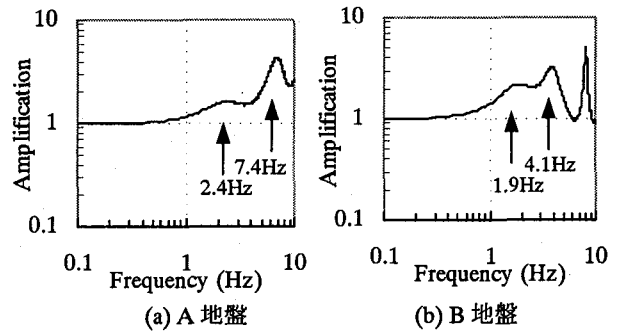 10
1
0.1
Amplification
7.4Hz
2.4Hz
0.1
1
10
Frequency (Hz)
(a) A 地盤
10
1
0.1
Amplification
4.1Hz
1.9Hz
0.1
1
10
Frequency (Hz)
(b) B 地盤